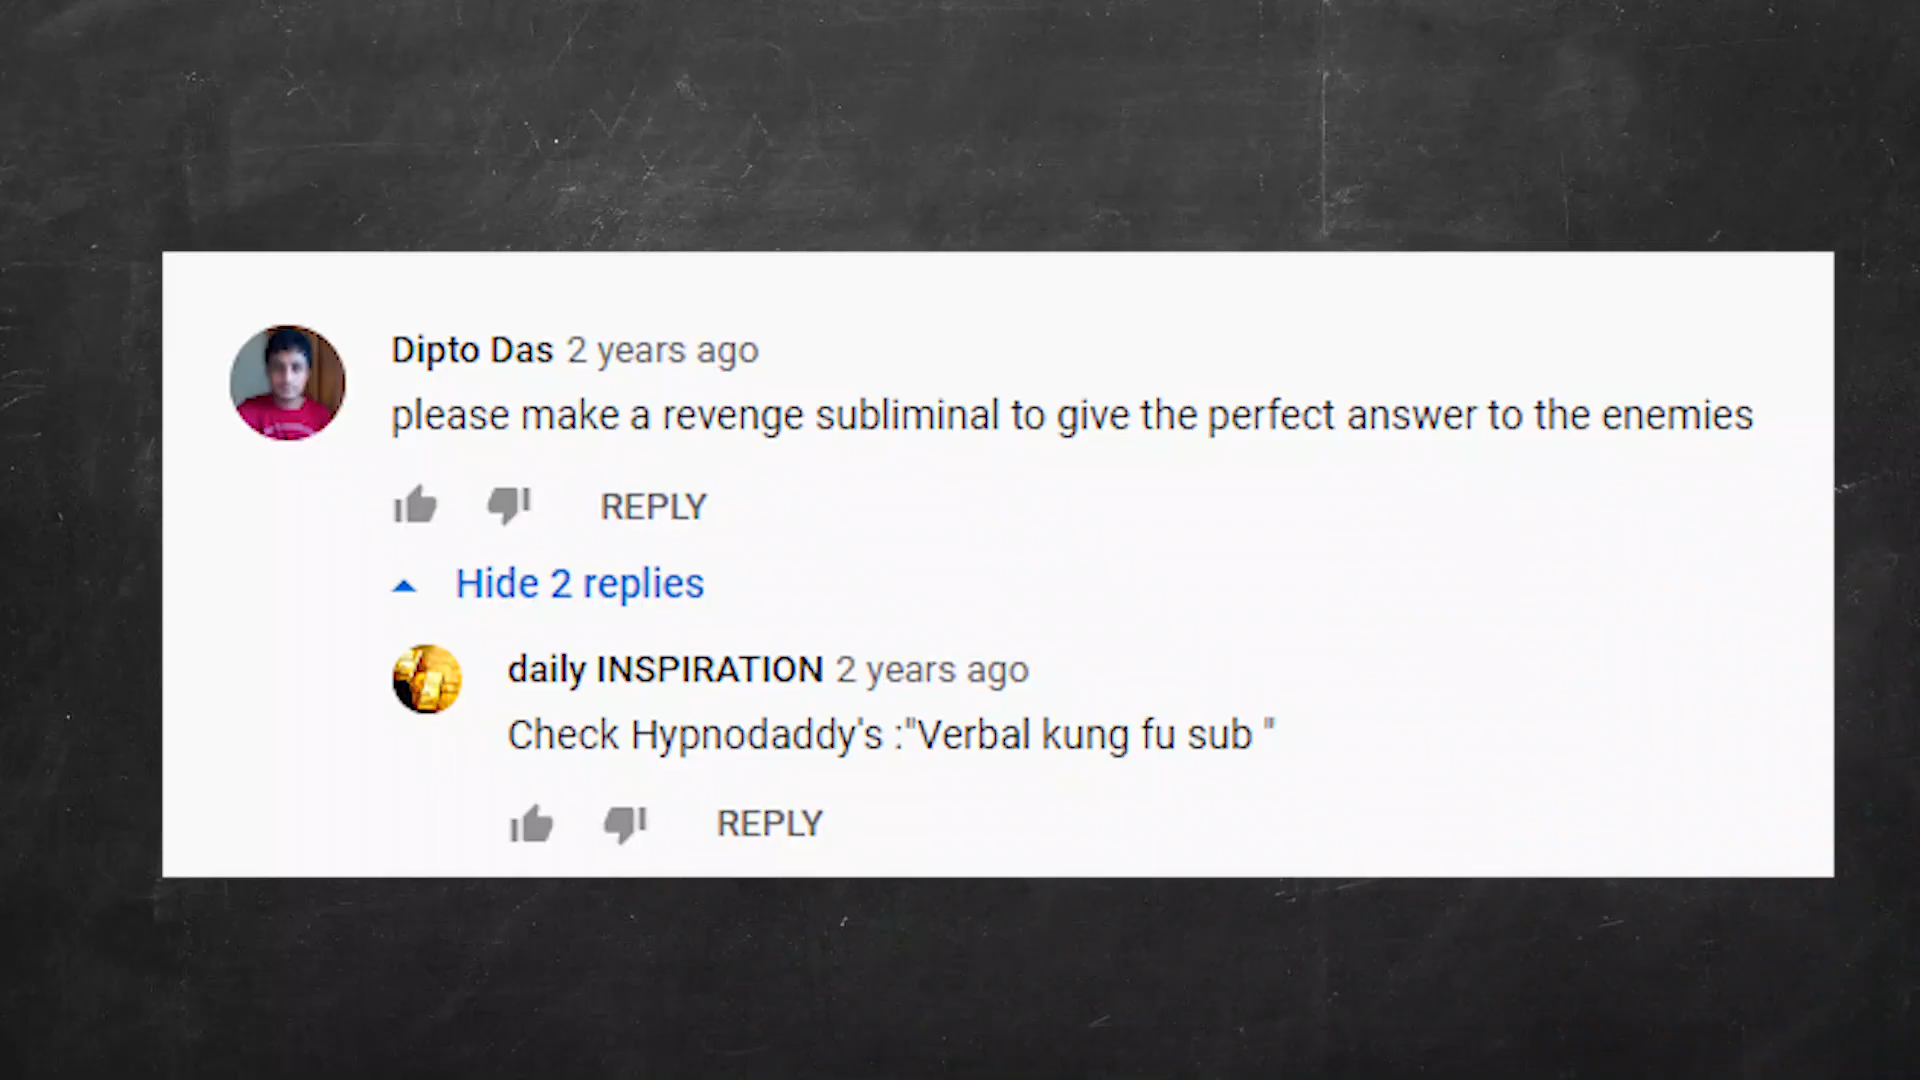 Dipto Das 2 years ago
please make a revenge subliminal to give the perfect answer to the enemies
REPLY
Hide 2 replies
daily INSPIRATION 2 years ago
Check Hypnodaddy's :"Verbal kung fu sub "
REPLY